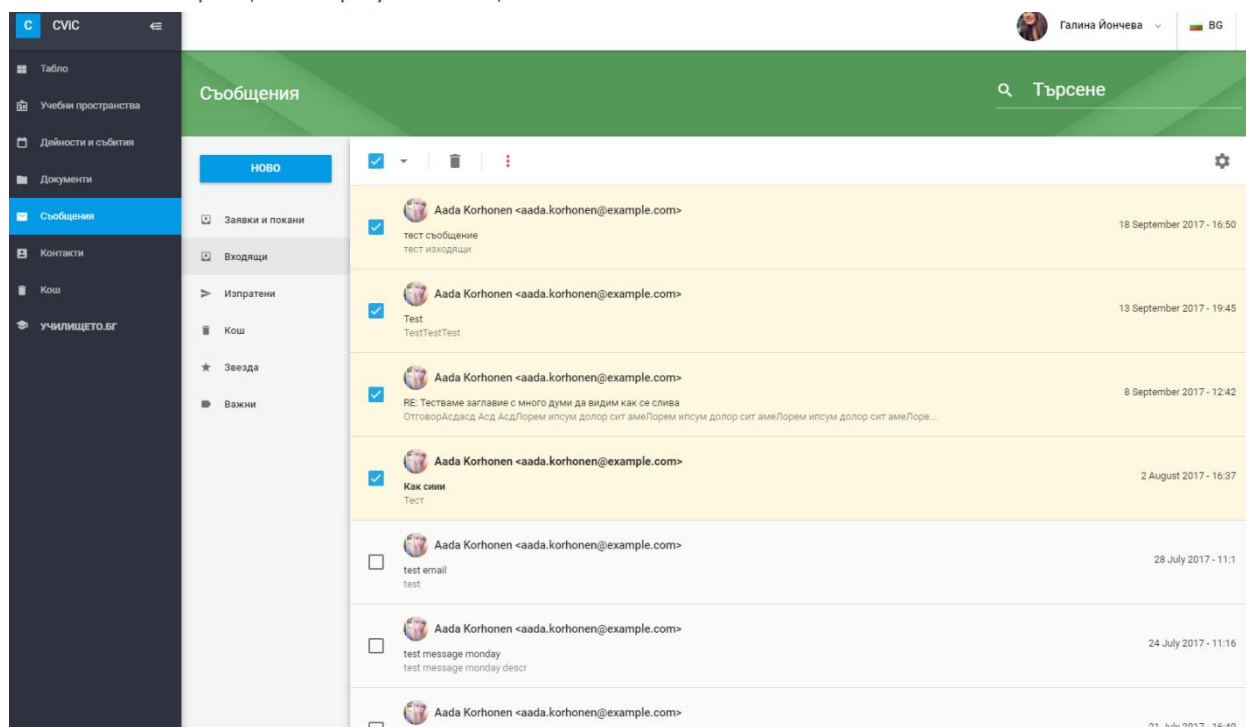 C CViC
Галина Йончева
BG
Табло
Учебни пространства
Дейности и събития
Документи
Съобщения
Контакти
Кош
УЧИЛИЩЕТО.БГ
Съобщения
Търсене
НОВО
Заявки и покани
Входящи
Изпратени
Кош
Звезда
Важни
Aada Korhonen <aada.korhonen@example.com>
тест съобщение
тест изходящи
18 September 2017 - 16:50
Aada Korhonen <aada.korhonen@example.com>
Test
TestTestTest
13 September 2017 - 19:45
Aada Korhonen <aada.korhonen@example.com>
RE: Тестваме заглавие с много думи да видим как се слива
ОтговорАсдасд Асд АсдЛорем ипсум долор сит амеЛорем ипсум долор сит амеЛорем ипсум долор сит амеЛоре...
8 September 2017 - 12:42
Aada Korhonen <aada.korhonen@example.com>
Как сиии
Тест
2 August 2017 - 16:37
Aada Korhonen <aada.korhonen@example.com>
test email
test
28 July 2017 - 11:1
Aada Korhonen <aada.korhonen@example.com>
test message monday
test message monday descr
24 July 2017 - 11:16
Aada Korhonen <aada.korhonen@example.com>
21 July 2017 - 16:40